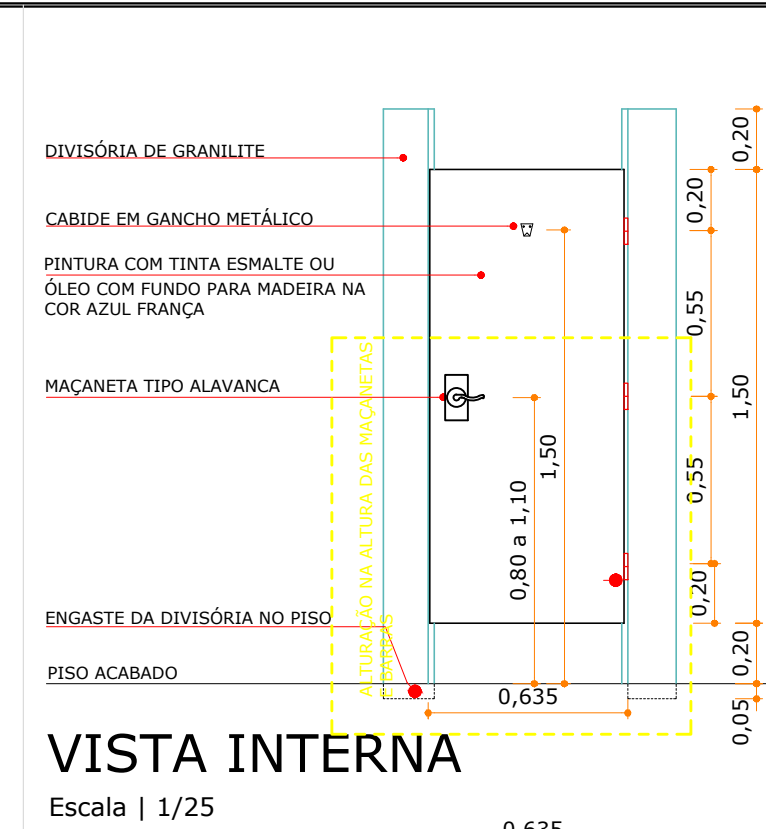 DIVISÓRIA DE GRANILITE
CABIDE EM GANCHO METÁLICO
PINTURA COM TINTA ESMALTE OU
ÓLEO COM FUNDO PARA MADEIRA NA
COR AZUL FRANÇA
MAÇANETA TIPO ALAVANCA
ENGASTE DA DIVISÓRIA NO PISO
PISO ACABADO
ALTURAÇÃO NA ALTURA DAS MAÇANETAS
E BARRAS
0,80 a 1,10
1,50
0,20
0,55
0,55
0,20
0,20
1,50
0,20
0,05
0,635
VISTA INTERNA
Escala | 1/25
0,635